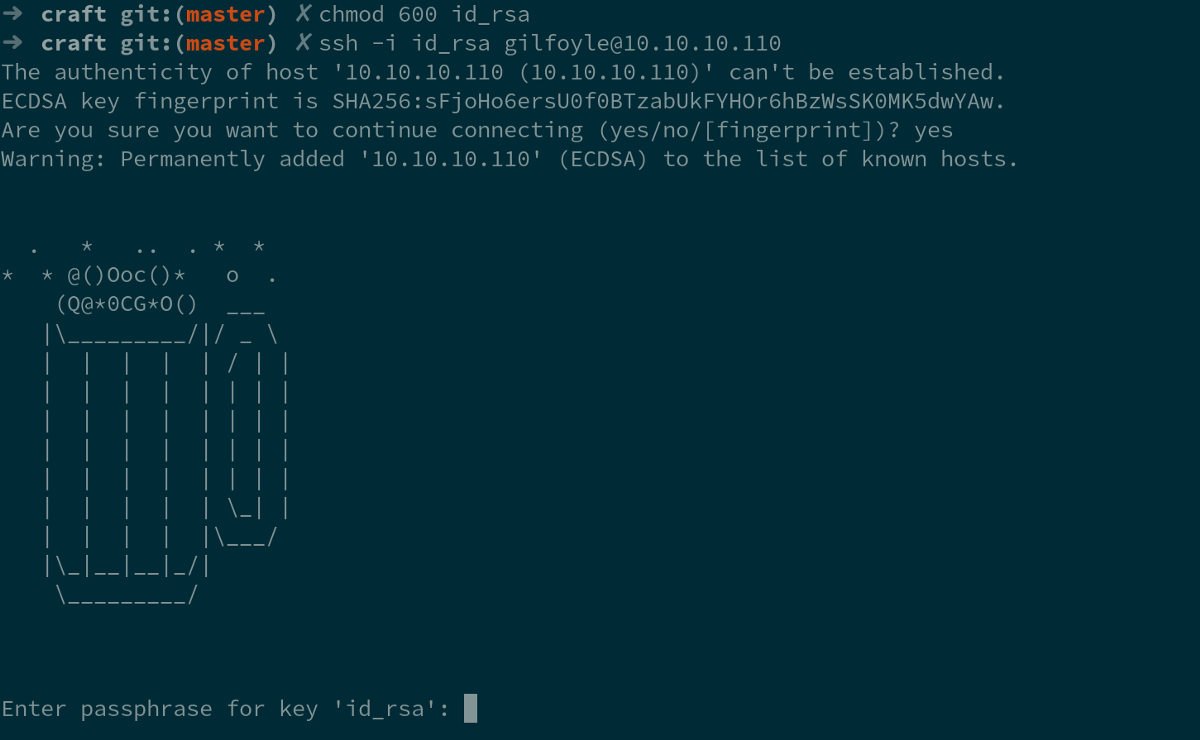 → craft git:(master) ✗ chmod 600 id_rsa
→ craft git:(master) ✗ ssh -i id_rsa gilfoyle@10.10.10.110
The authenticity of host '10.10.10.110 (10.10.10.110)' can't be established.
ECDSA key fingerprint is SHA256:sFjoHo6ersU0f0BTzabUkFYHOr6hBzWsSK0MK5dwYAw.
Are you sure you want to continue connecting (yes/no/[fingerprint])? yes
Warning: Permanently added '10.10.10.110' (ECDSA) to the list of known hosts.
  .   *   ..  . *  *
*  * @()Ooc()*   o  .
    (Q@*0CG*O()  ___
   |\_________/|/ _ \
   |  |  |  |  | / | |
   |  |  |  |  | | | |
   |  |  |  |  | | | |
   |  |  |  |  | | | |
   |  |  |  |  | | | |
   |  |  |  |  | \_| |
   |  |  |  |  |\___/
   |\_|__|__|_/|
    \_________/
Enter passphrase for key 'id_rsa':